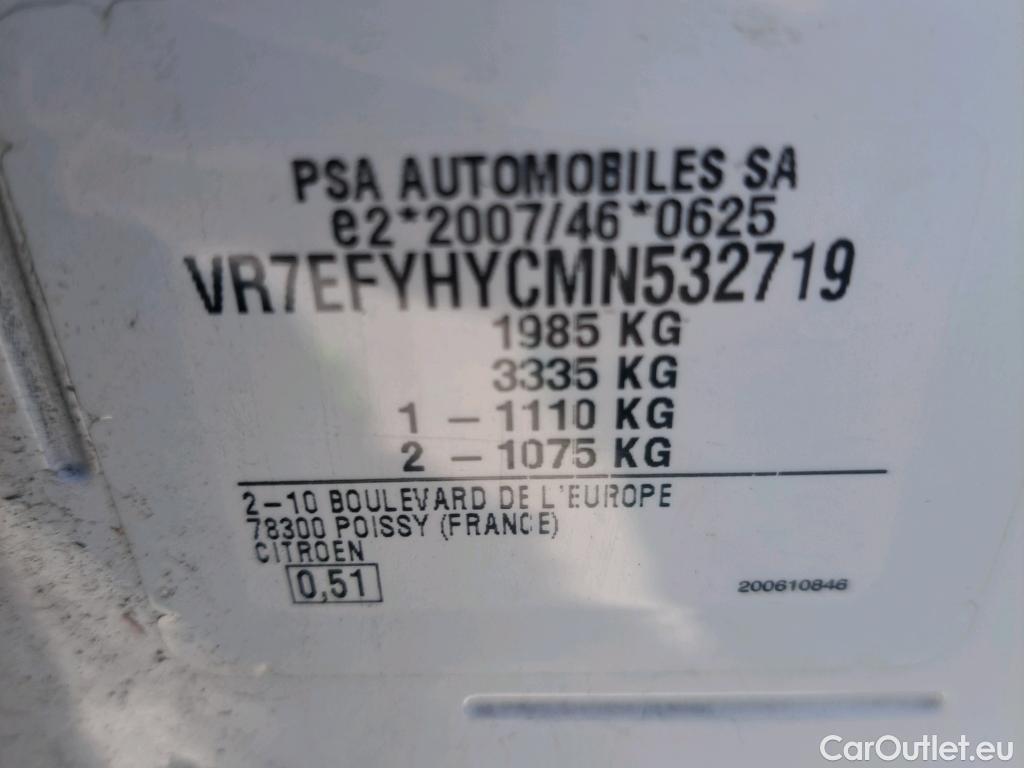 PSA AUTOMOBILES SA
e2*2007/46*0625
VR7EFYHYCMN532719
1985 KG
3335 KG
1 - 1110 KG
2 - 1075 KG
2-10 BOULEVARD DE L'EUROPE
78300 POISSY (FRANCE)
CITROEN
0,51
200610846
CarOutlet.eu